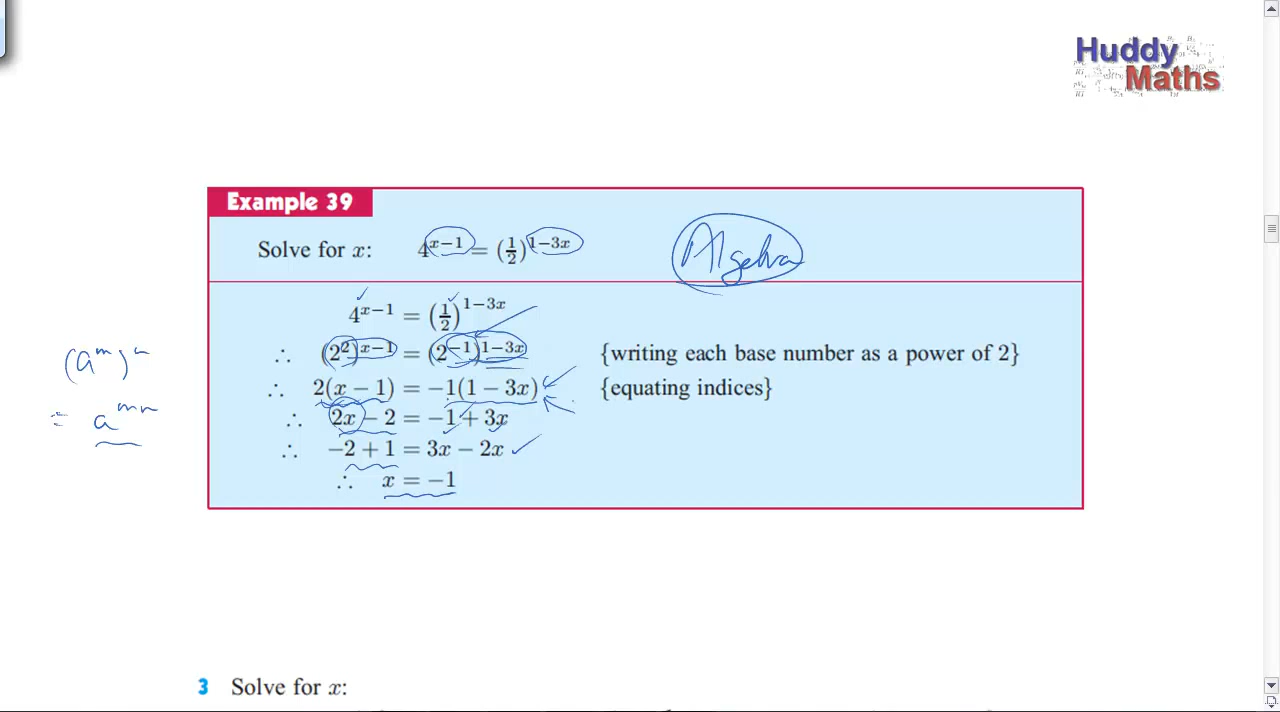 Huddy
Maths
Example 39
Solve for x: 4^{x−1} = (1/2)^{1−3x}
Algebra
4^{x−1} = (1/2)^{1−3x}
∴ (2^2)^{x−1} = (2^{−1})^{1−3x} {writing each base number as a power of 2}
∴ 2(x − 1) = −1(1 − 3x) {equating indices}
∴ 2x − 2 = −1 + 3x
∴ −2 + 1 = 3x − 2x
∴ x = −1
(a^m)^n
= a^{mn}
3 Solve for x: